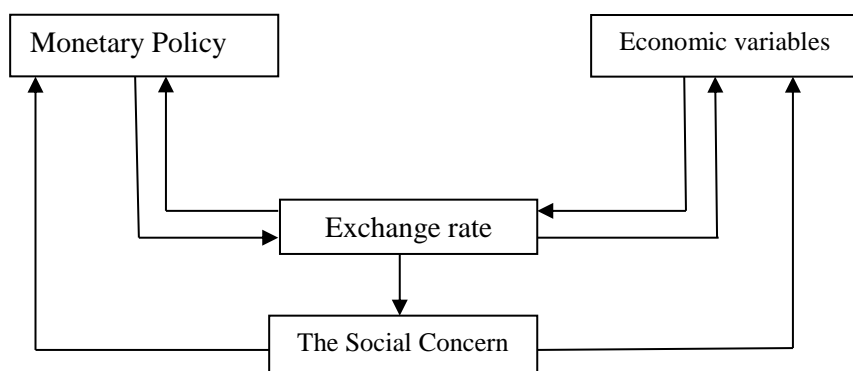 Monetary Policy
Economic variables
Exchange rate
The Social Concern